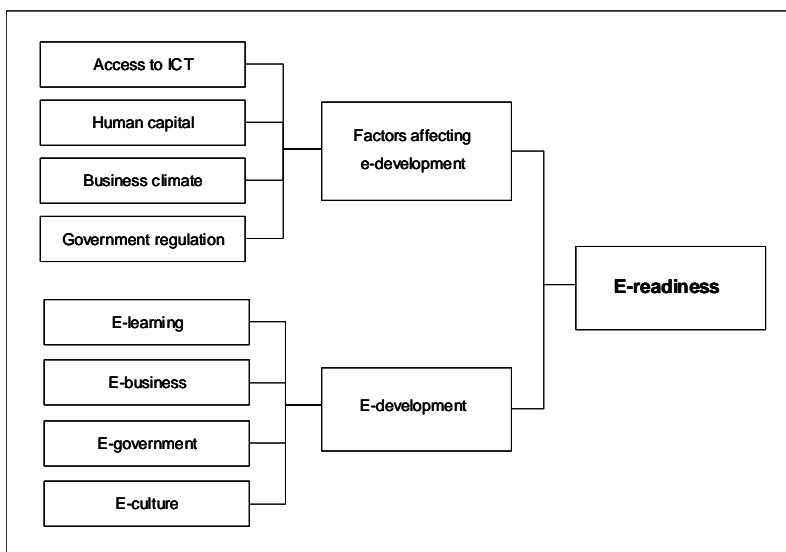 Access to ICT
Human capital
Business climate
Government regulation
Factors affecting
e-development
E-readiness
E-learning
E-business
E-government
E-culture
E-development